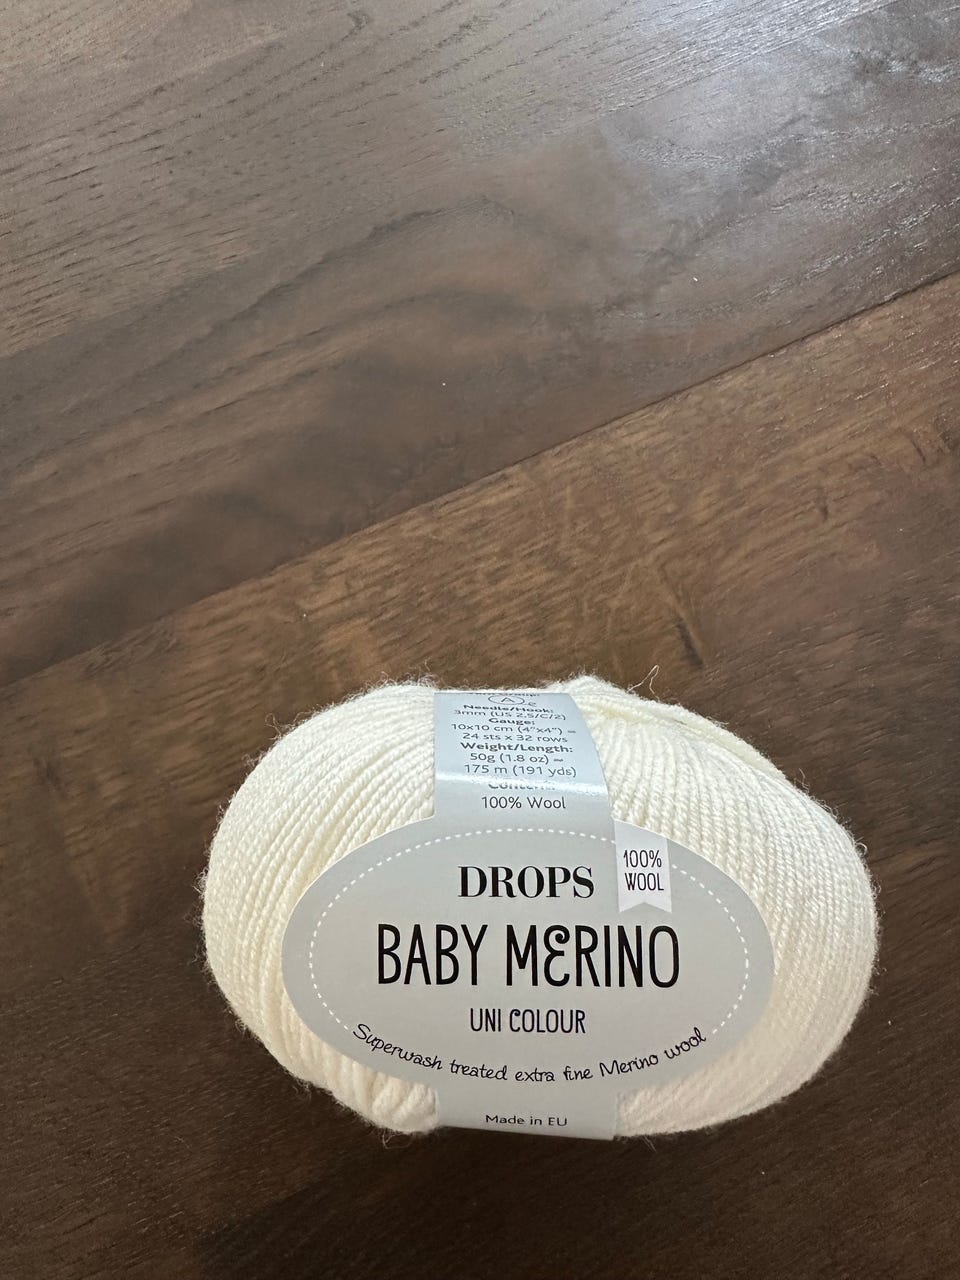 A
Needle/Hook:
3mm (US 2.5/C/2)
Gauge:
10x10 cm (4"x4") =
24 sts x 32 rows
Weight/Length:
50g (1.8 oz) ≈
175 m (191 yds)
Content:
100% Wool
100%
WOOL
DROPS
BABY MERINO
UNI COLOUR
Superwash treated extra fine Merino wool
Made in EU